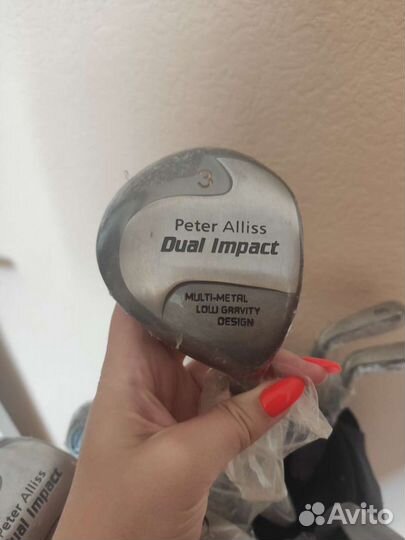 3
Peter Alliss
Dual Impact
MULTI-METAL
LOW GRAVITY
DESIGN
Peter Alliss
Dual Impact
Avito